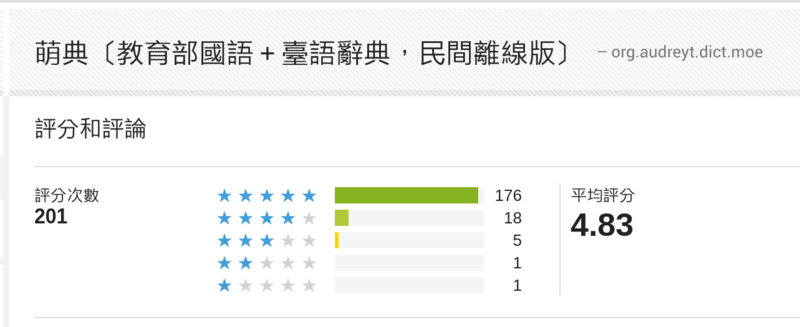 萌典〔教育部國語＋臺語辭典，民間離線版〕 – org.audreyt.dict.moe
評分和評論
評分次數
201
176
18
5
1
1
平均評分
4.83